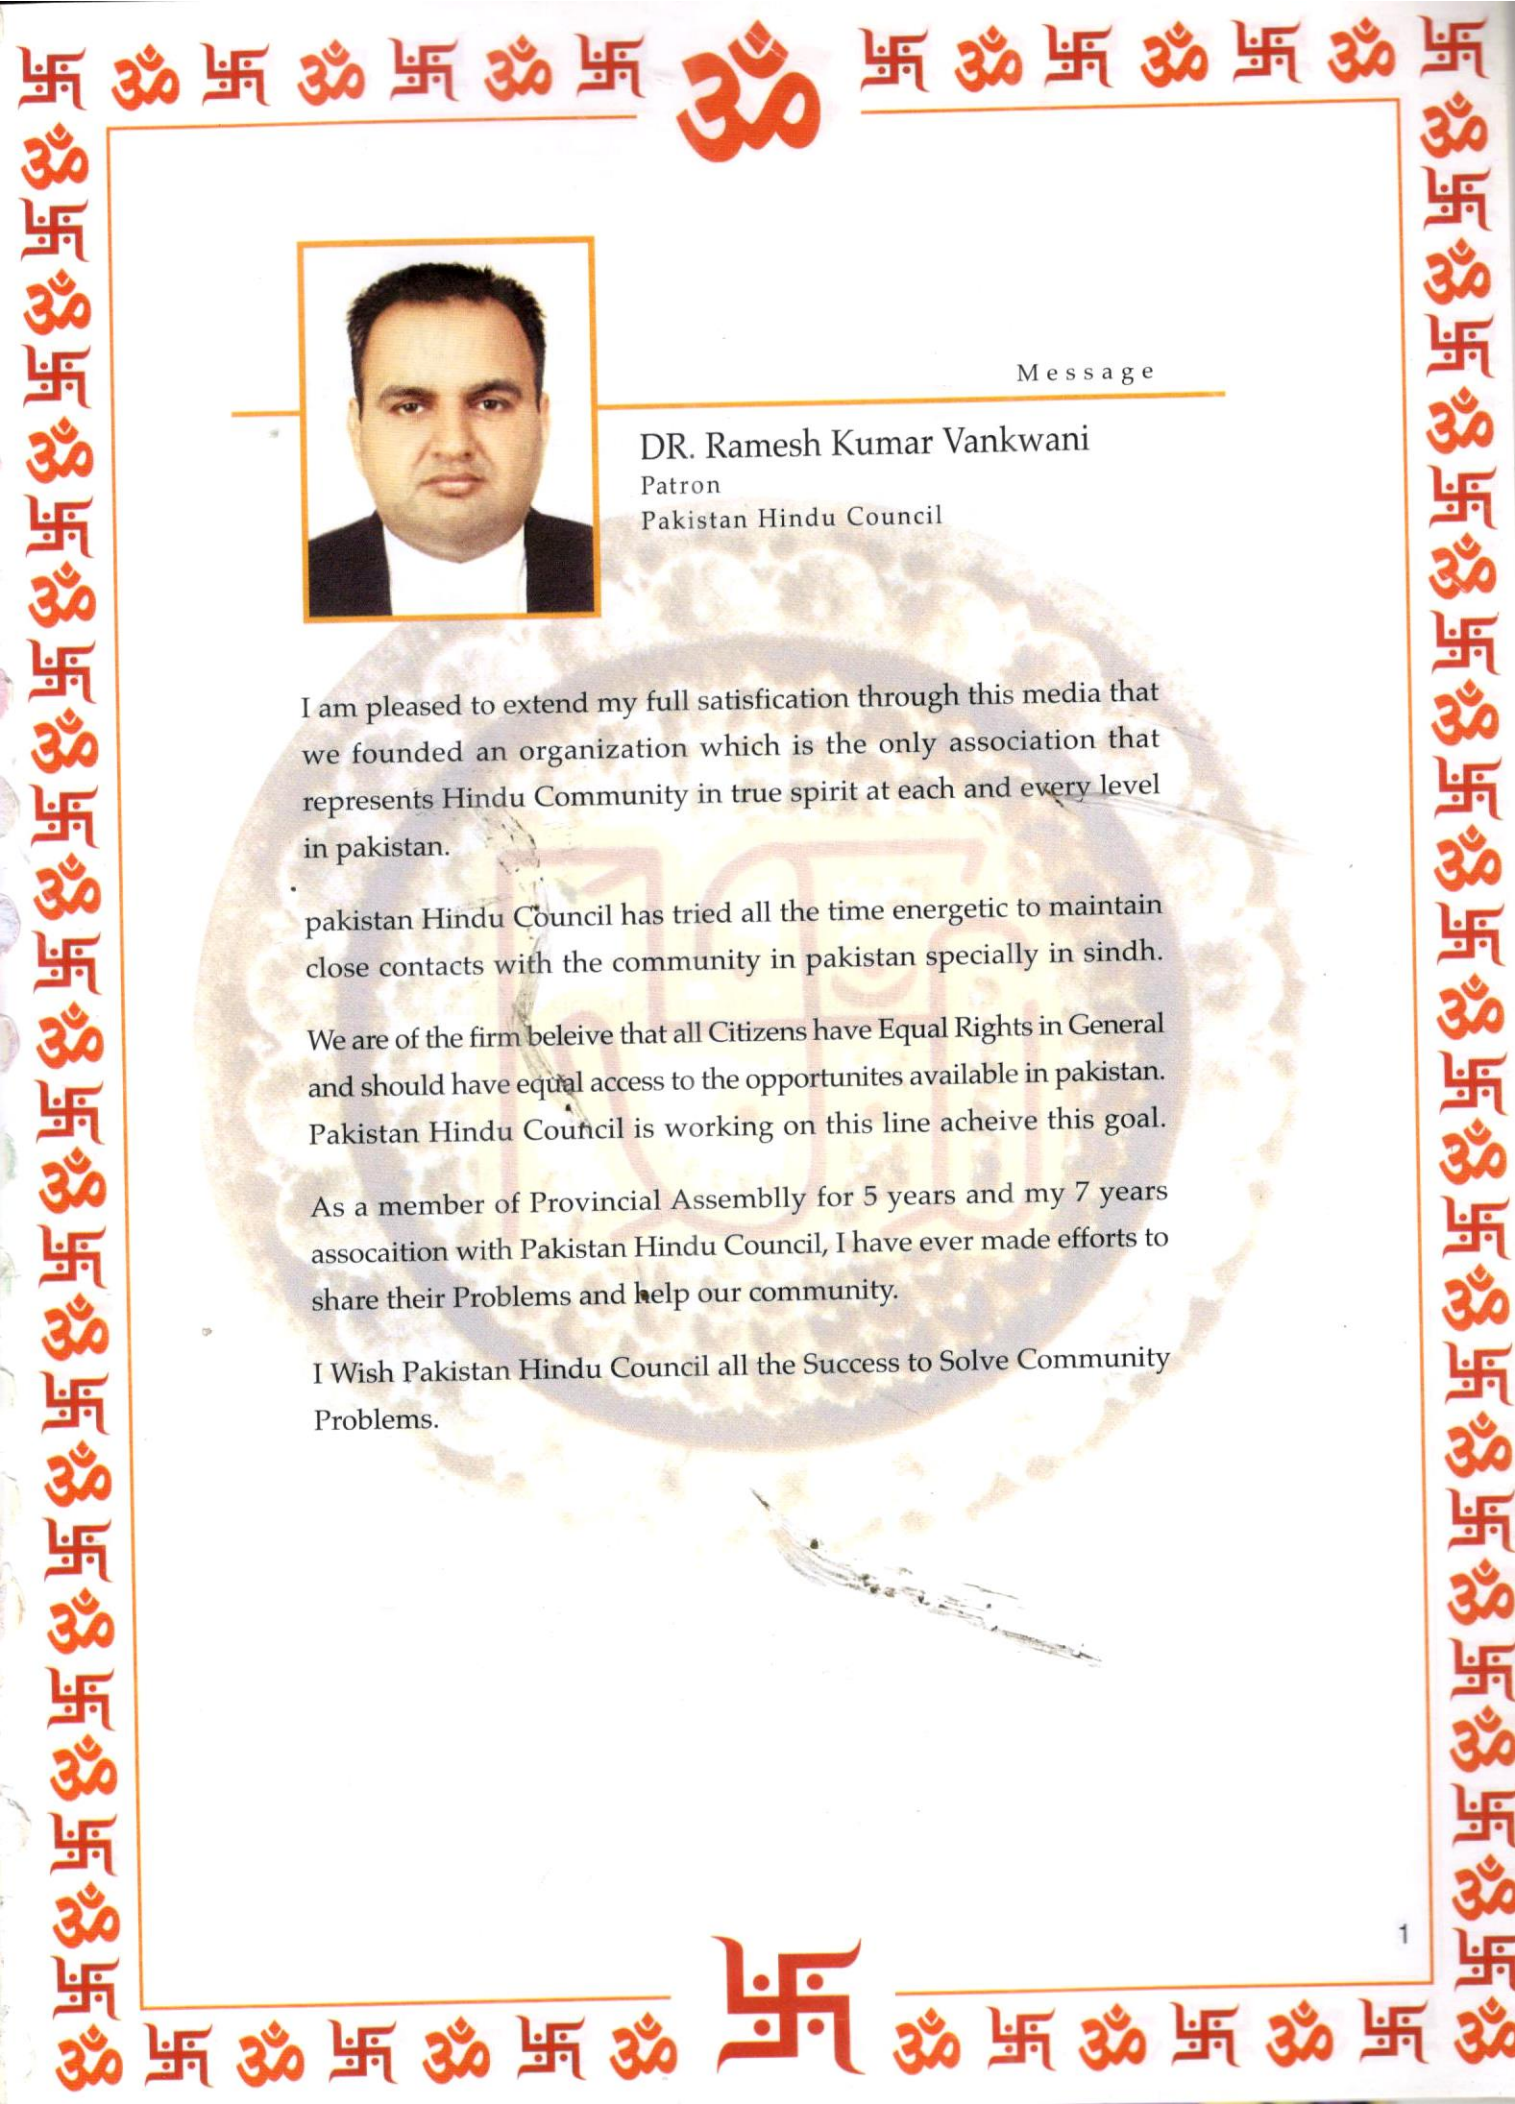 ॐ
Message
DR. Ramesh Kumar Vankwani
Patron
Pakistan Hindu Council
I am pleased to extend my full satisfication through this media that
we founded an organization which is the only association that
represents Hindu Community in true spirit at each and every level
in pakistan.
pakistan Hindu Council has tried all the time energetic to maintain
close contacts with the community in pakistan specially in sindh.
We are of the firm beleive that all Citizens have Equal Rights in General
and should have equal access to the opportunites available in pakistan.
Pakistan Hindu Council is working on this line acheive this goal.
As a member of Provincial Assemblly for 5 years and my 7 years
assocaition with Pakistan Hindu Council, I have ever made efforts to
share their Problems and help our community.
I Wish Pakistan Hindu Council all the Success to Solve Community
Problems.
1